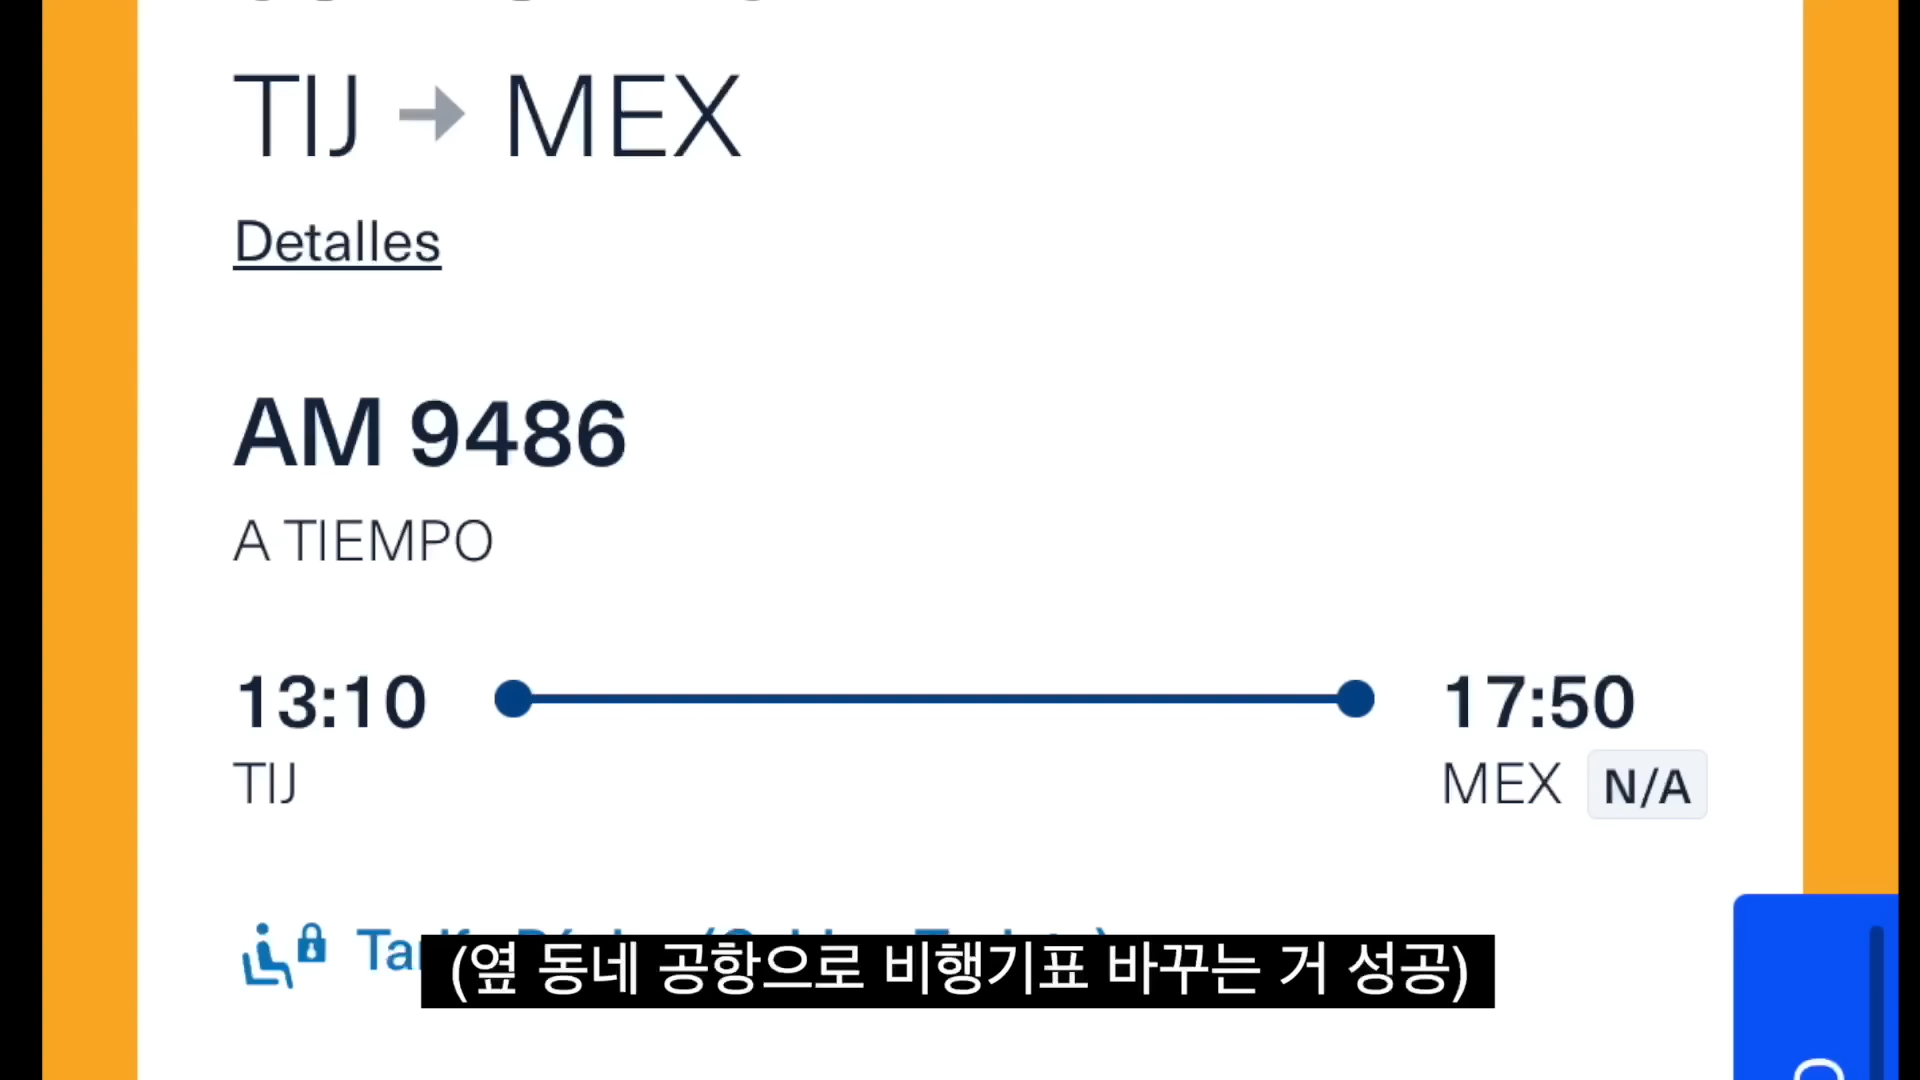 TIJ → MEX
Detalles
AM 9486
A TIEMPO
13:10 17:50
TIJ MEX N/A
(옆 동네 공항으로 비행기표 바꾸는 거 성공)